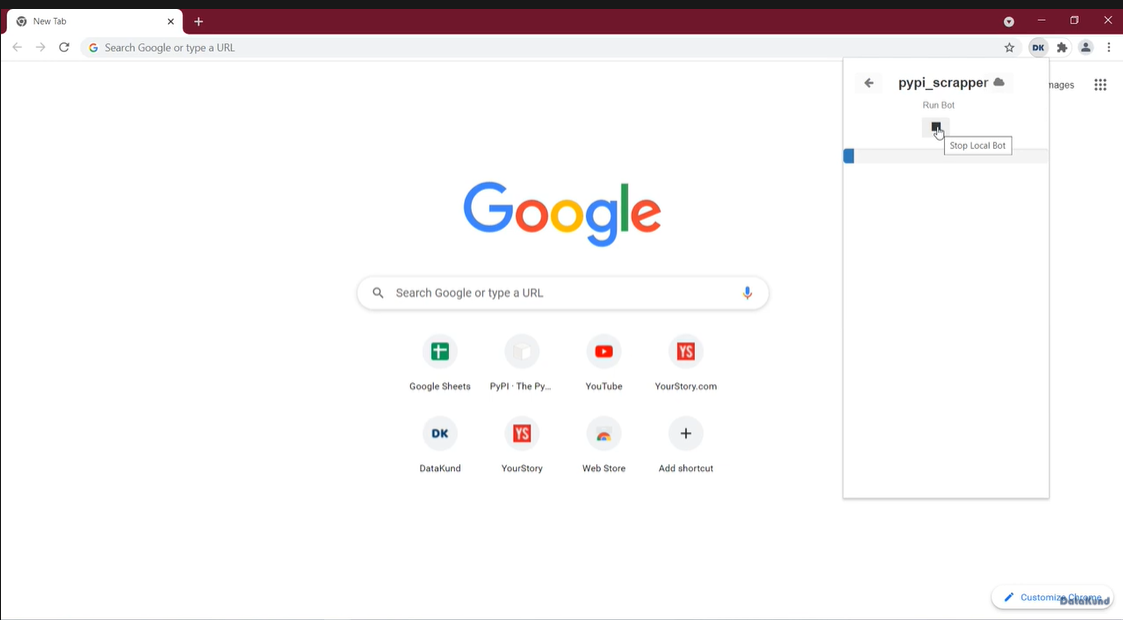 New Tab
Search Google or type a URL
DK
pypi_scrapper
mages
Run Bot
Stop Local Bot
Google
Search Google or type a URL
YS
Google Sheets
PyPI · The Py...
YouTube
YourStory.com
DK
YS
DataKund
YourStory
Web Store
Add shortcut
Customize Chrome
DataKund